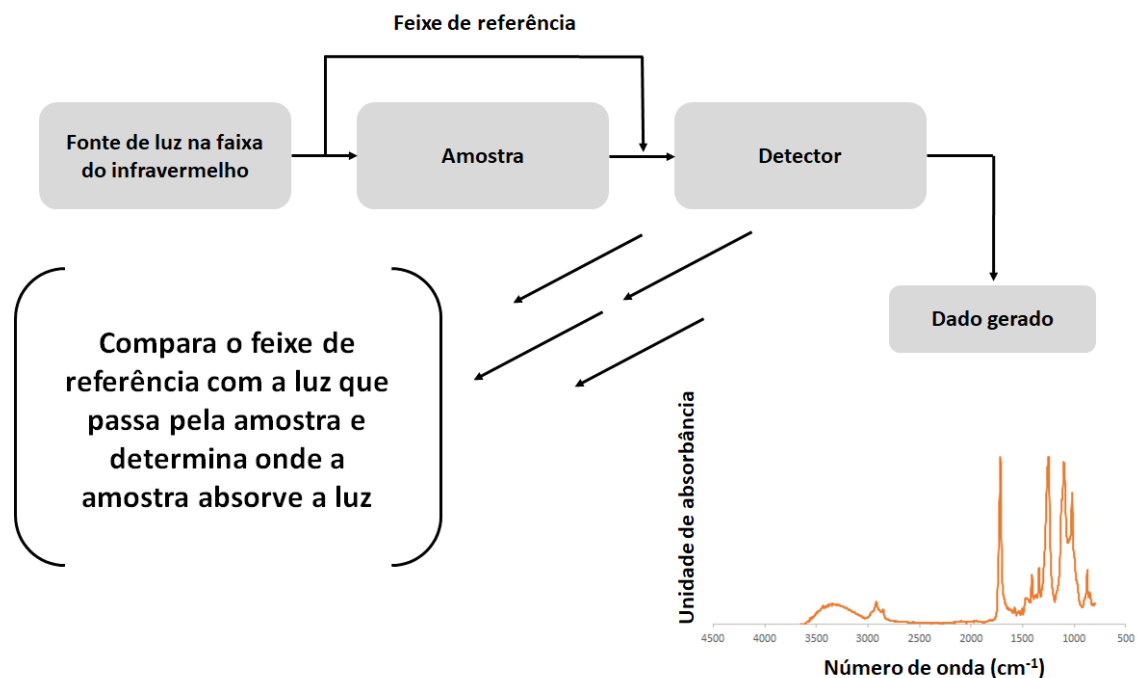 Feixe de referência
Fonte de luz na faixa
do infravermelho
Amostra
Detector
Compara o feixe de
referência com a luz que
passa pela amostra e
determina onde a
amostra absorve a luz
Dado gerado
Unidade de absorbância
4500 4000 3500 3000 2500 2000 1500 1000 500
Número de onda (cm⁻¹)